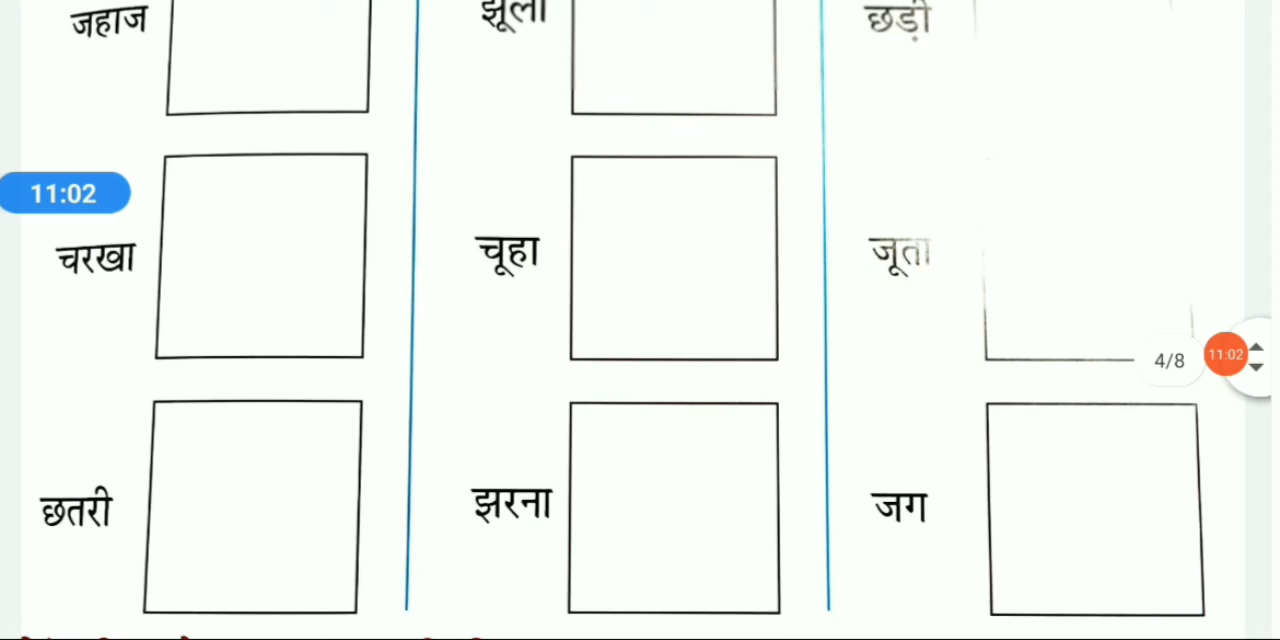 जहाज झूला छड़ी
11:02
चरखा चूहा जूता
4/8 11:02
छतरी झरना जग